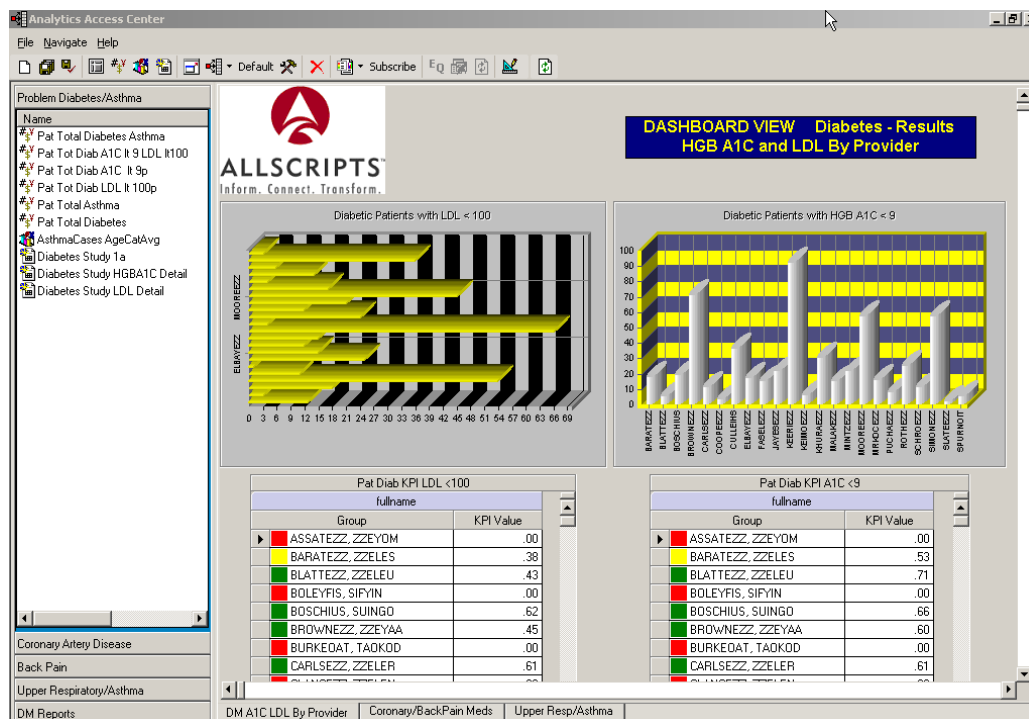 Analytics Access Center
File Navigate Help
Default Subscribe
Problem Diabetes/Asthma
Name
Pat Total Diabetes Asthma
Pat Tot Diab A1C lt 9 LDL lt100
Pat Tot Diab A1C lt 9p
Pat Tot Diab LDL lt 100p
Pat Total Asthma
Pat Total Diabetes
AsthmaCases AgeCatAvg
Diabetes Study 1a
Diabetes Study HGBA1C Detail
Diabetes Study LDL Detail
Coronary Artery Disease
Back Pain
Upper Respiratory/Asthma
DM Reports
ALLSCRIPTS™
Inform. Connect. Transform.
DASHBOARD VIEW Diabetes - Results
HGB A1C and LDL By Provider
Diabetic Patients with LDL < 100
MOOREEZZ
ELBAYEZZ
0 3 6 9 12 15 18 21 24 27 30 33 36 39 42 45 48 51 54 57 60 63 66 69
Diabetic Patients with HGB A1C < 9
100
90
80
70
60
50
40
30
20
10
0
BARATEZZ
BLATTEZZ
BOSCHIUS
BROWNEZZ
CARLSEZZ
COOPEEZZ
CULLEIHS
ELBAYEZZ
FASELEZZ
JAYESEZZ
KEERIEZZ
KEIMOEZZ
KHURAEZZ
MALAKEZZ
MINTZEZZ
MOOREEZZ
MRHOCEZZ
PUCHAEZZ
ROTHEEZZ
SCHROEZZ
SIMONEZZ
SLATEEZZ
SPURNOIT
Pat Diab KPI LDL <100
fullname
Group KPI Value
ASSATEZZ, ZZEYOM .00
BARATEZZ, ZZELES .38
BLATTEZZ, ZZELEU .43
BOLEYFIS, SIFYIN .00
BOSCHIUS, SUINGO .62
BROWNEZZ, ZZEYAA .45
BURKEOAT, TAOKOD .00
CARLSEZZ, ZZELER .61
Pat Diab KPI A1C <9
fullname
Group KPI Value
ASSATEZZ, ZZEYOM .00
BARATEZZ, ZZELES .53
BLATTEZZ, ZZELEU .71
BOLEYFIS, SIFYIN .00
BOSCHIUS, SUINGO .66
BROWNEZZ, ZZEYAA .60
BURKEOAT, TAOKOD .00
CARLSEZZ, ZZELER .61
DM A1C LDL By Provider Coronary/BackPain Meds Upper Resp/Asthma